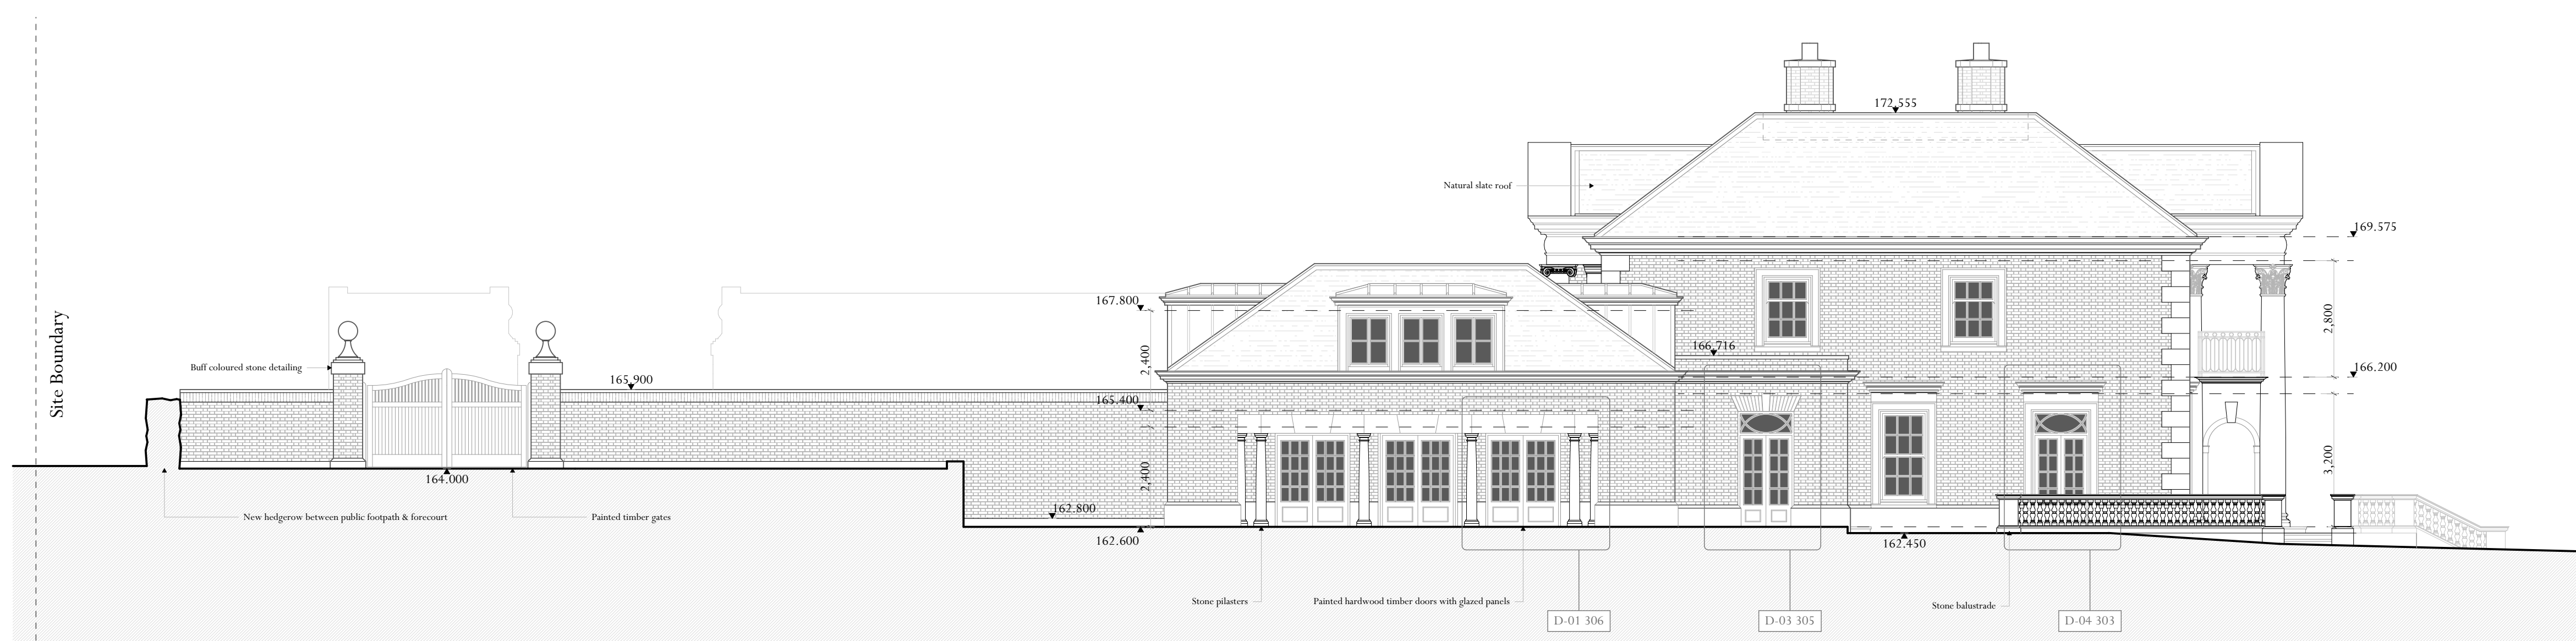 Site Boundary
172.555
Natural slate roof
169.575
167.800
2,800
166.716
2,400
Buff coloured stone detailing
166.200
165.900
165.400
2,400
3,200
164.000
162.800
New hedgerow between public footpath & forecourt
Painted timber gates
162.600
162.450
Stone pilasters
Painted hardwood timber doors with glazed panels
Stone balustrade
D-01 306
D-03 305
D-04 303